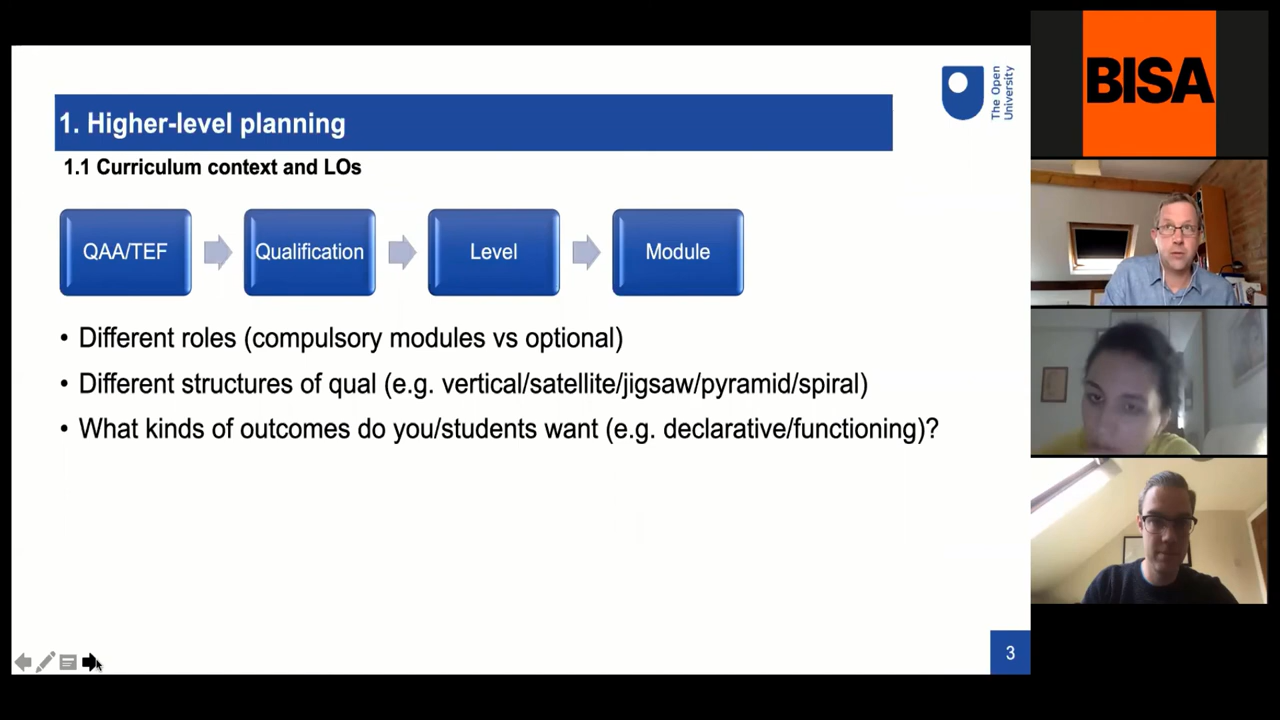 1. Higher-level planning
The Open
University
1.1 Curriculum context and LOs
QAA/TEF
Qualification
Level
Module
• Different roles (compulsory modules vs optional)
• Different structures of qual (e.g. vertical/satellite/jigsaw/pyramid/spiral)
• What kinds of outcomes do you/students want (e.g. declarative/functioning)?
3
BISA